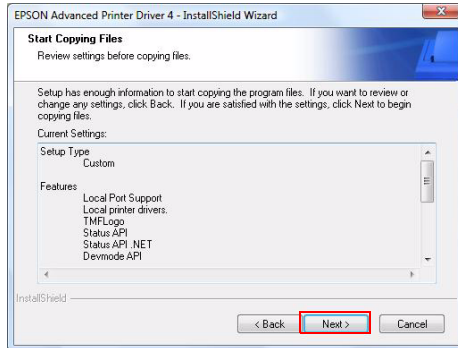 EPSON Advanced Printer Driver 4 - InstallShield Wizard
Start Copying Files
Review settings before copying files.
Setup has enough information to start copying the program files. If you want to review or
change any settings, click Back. If you are satisfied with the settings, click Next to begin
copying files.
Current Settings:
Setup Type
Custom
Features
Local Port Support
Local printer drivers.
TMFLogo
Status API
Status API .NET
Devmode API
InstallShield
< Back
Next >
Cancel